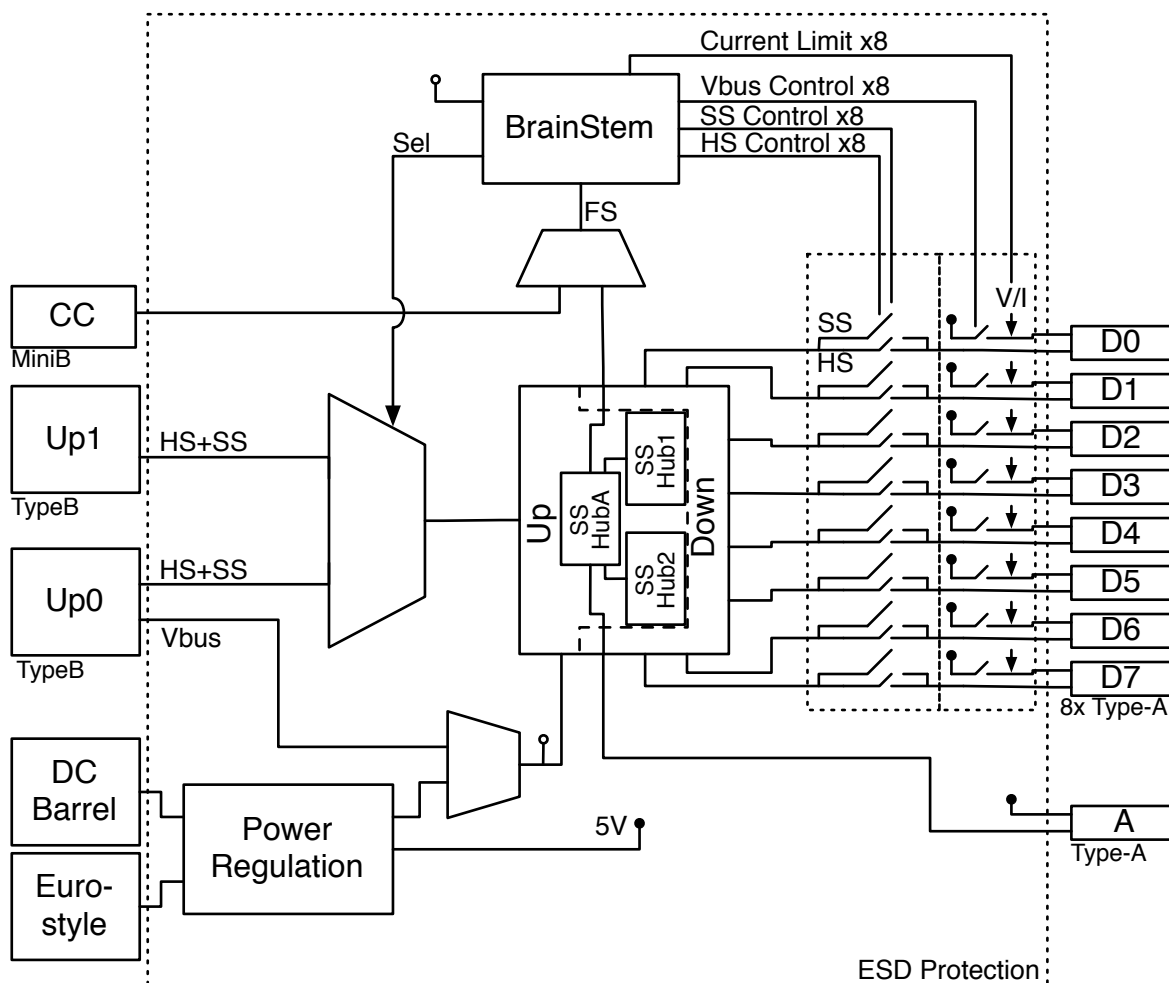 Current Limit x8
Vbus Control x8
SS Control x8
HS Control x8
BrainStem
Sel
FS
CC
MiniB
V/I
SS
HS
D0
D1
D2
D3
D4
D5
D6
D7
8x Type-A
Up1
TypeB
HS+SS
Up0
TypeB
HS+SS
Vbus
Up
SS
HubA
SS
Hub1
SS
Hub2
Down
DC
Barrel
Euro-
style
Power
Regulation
5V
A
Type-A
ESD Protection